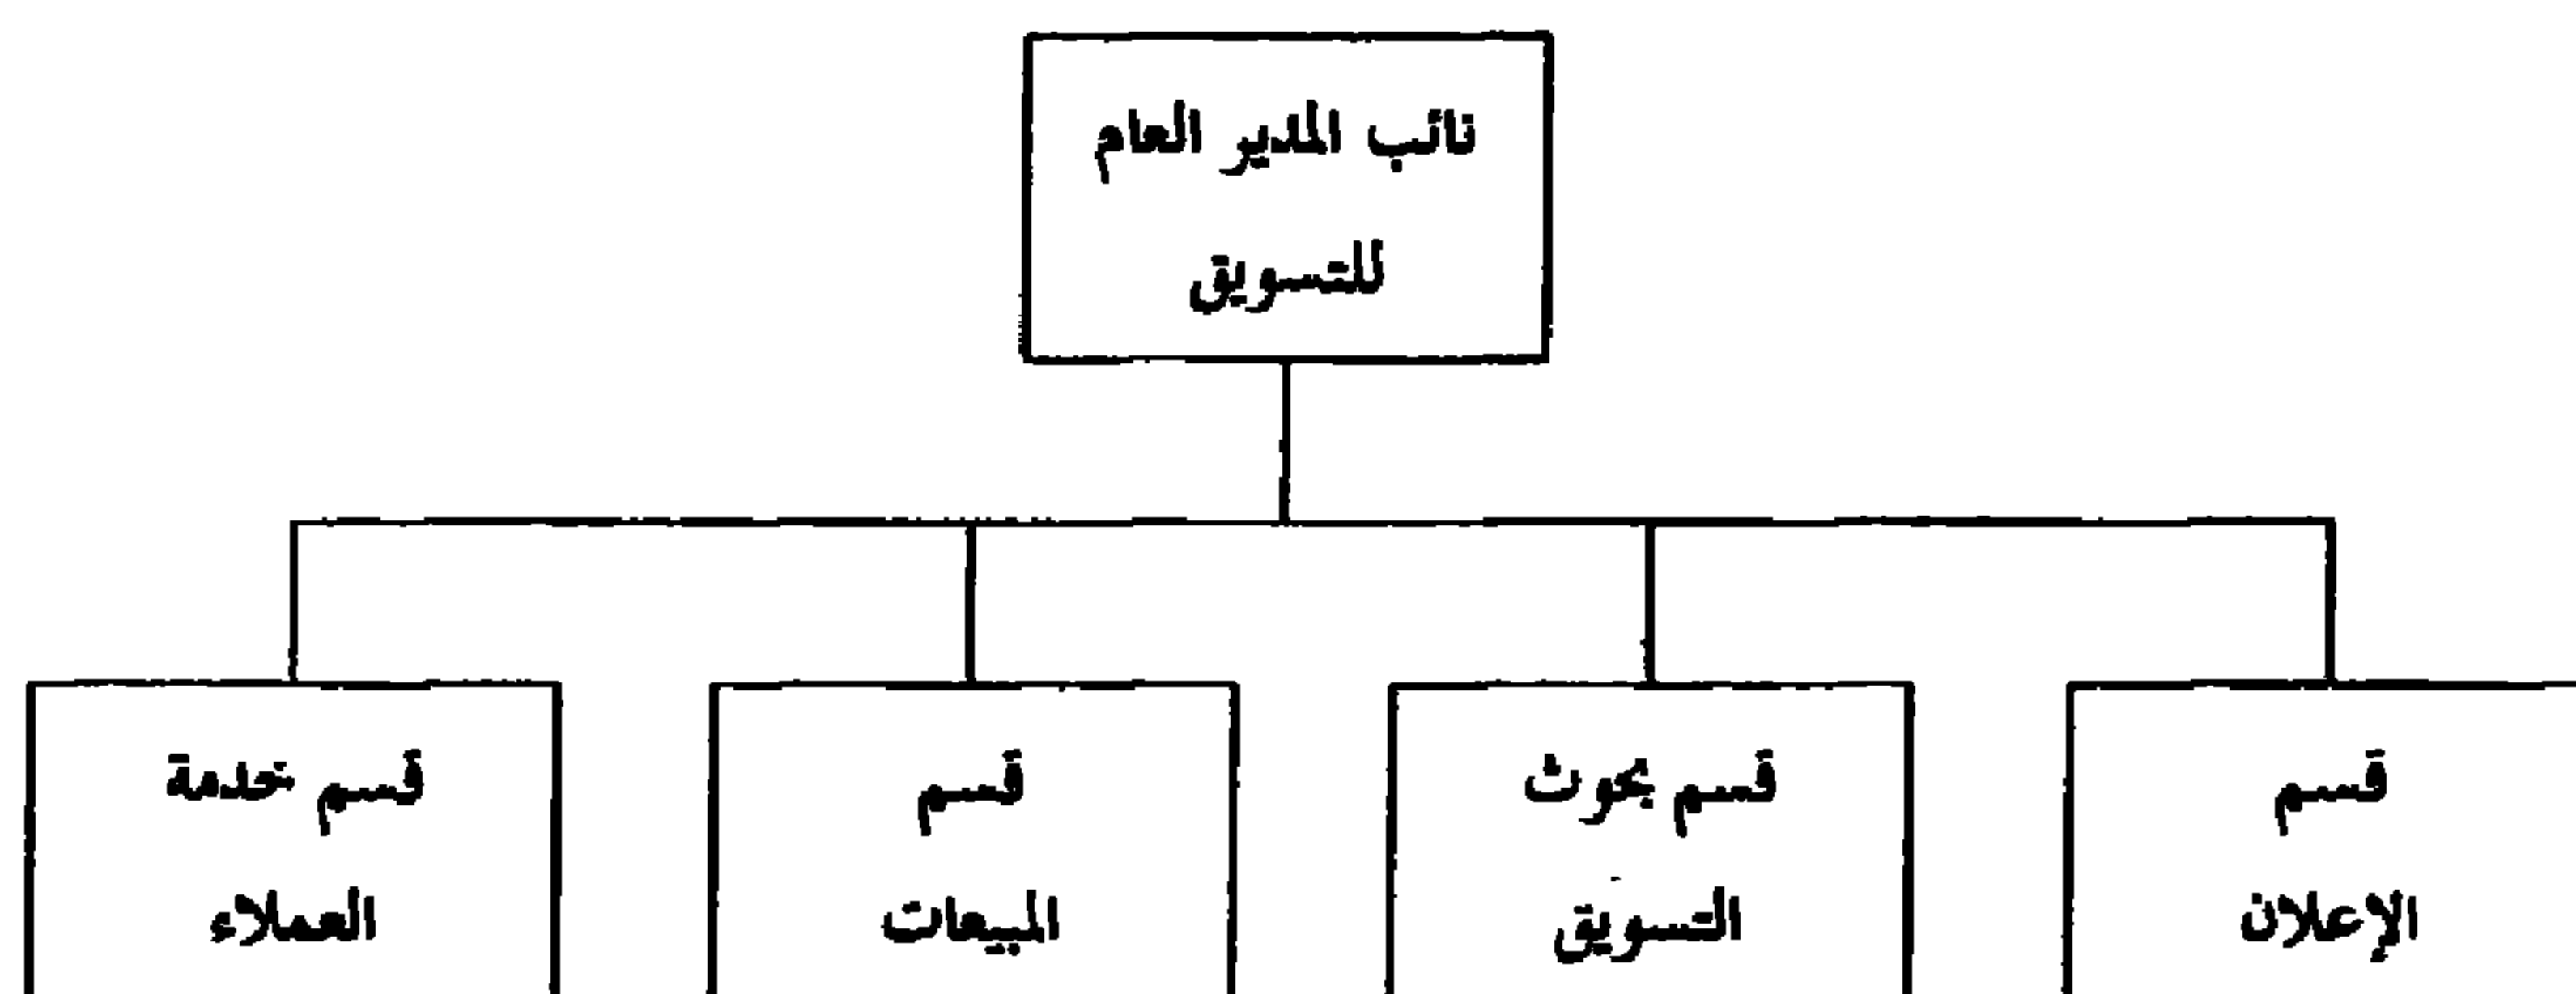 نائب المدير العام
للتسويق
قسم
الإعلان
قسم بحوث
التسويق
قسم
المبيعات
قسم خدمة
العملاء